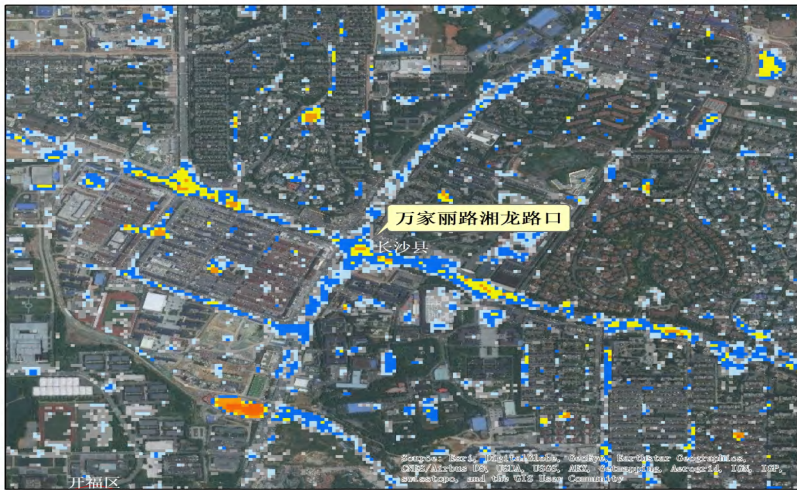 万家丽路湘龙路口
长沙县
Source: Esri, DigitalGlobe, GeoEye, Earthstar Geographics,
CNES/Airbus DS, USDA, USGS, AEX, Getmapping, Aerogrid, IGN, IGP,
swisstopo, and the GIS User Community
开福区